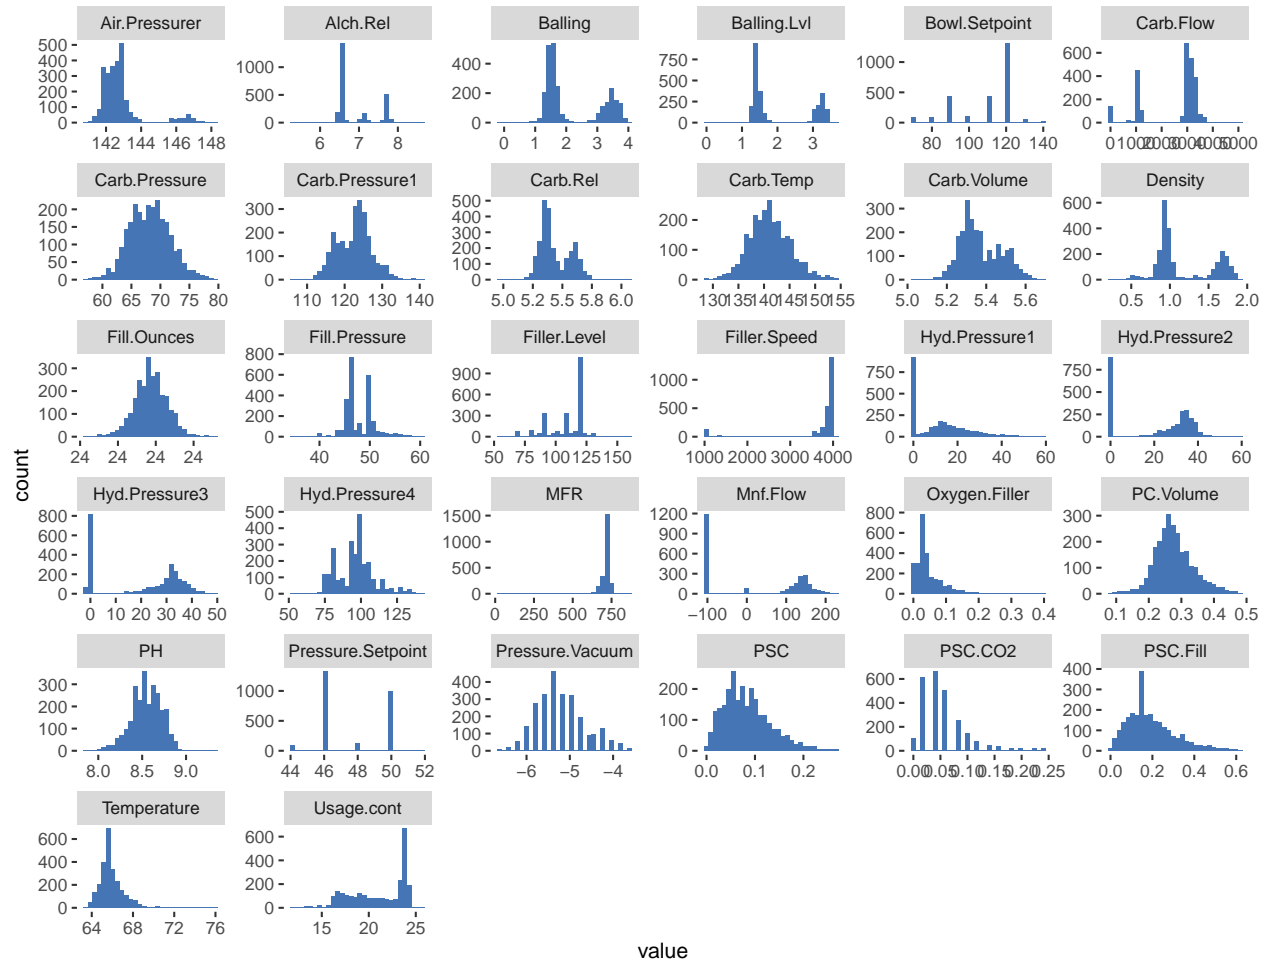 Air.Pressurer Alch.Rel Balling Balling.Lvl Bowl.Setpoint Carb.Flow
500 400 300 200 100 0 1000 500 0 400 200 0 750 500 250 0 1000 500 0 600 400 200 0
142 144 146 148 6 7 8 0 1 2 3 4 0 1 2 3 80 100 120 140 0 1000 2000 3000 4000 5000
Carb.Pressure Carb.Pressure1 Carb.Rel Carb.Temp Carb.Volume Density
200 150 100 50 0 300 200 100 0 500 400 300 200 100 0 200 100 0 300 200 100 0 600 400 200 0
60 65 70 75 80 110 120 130 140 5.0 5.2 5.5 5.8 6.0 130 135 140 145 150 155 5.0 5.2 5.4 5.6 0.5 1.0 1.5 2.0
Fill.Ounces Fill.Pressure Filler.Level Filler.Speed Hyd.Pressure1 Hyd.Pressure2
300 200 100 0 800 600 400 200 0 900 600 300 0 1000 500 0 750 500 250 0 750 500 250 0
24 24 24 24 40 50 60 50 75 100 125 150 1000 2000 3000 4000 0 20 40 60 0 20 40 60
Hyd.Pressure3 Hyd.Pressure4 MFR Mnf.Flow Oxygen.Filler PC.Volume
800 600 400 200 0 500 400 300 200 100 0 1500 1000 500 0 1200 900 600 300 0 800 600 400 200 0 300 200 100 0
0 10 20 30 40 50 50 75 100 125 0 250 500 750 −100 0 100 200 0.0 0.1 0.2 0.3 0.4 0.1 0.2 0.3 0.4 0.5
PH Pressure.Setpoint Pressure.Vacuum PSC PSC.CO2 PSC.Fill
300 200 100 0 1000 500 0 400 300 200 100 0 200 100 0 600 400 200 0 400 300 200 100 0
8.0 8.5 9.0 44 46 48 50 52 −6 −5 −4 0.0 0.1 0.2 0.00 0.05 0.10 0.15 0.20 0.25 0.0 0.2 0.4 0.6
Temperature Usage.cont
600 400 200 0 600 400 200 0
64 68 72 76 15 20 25
count
value